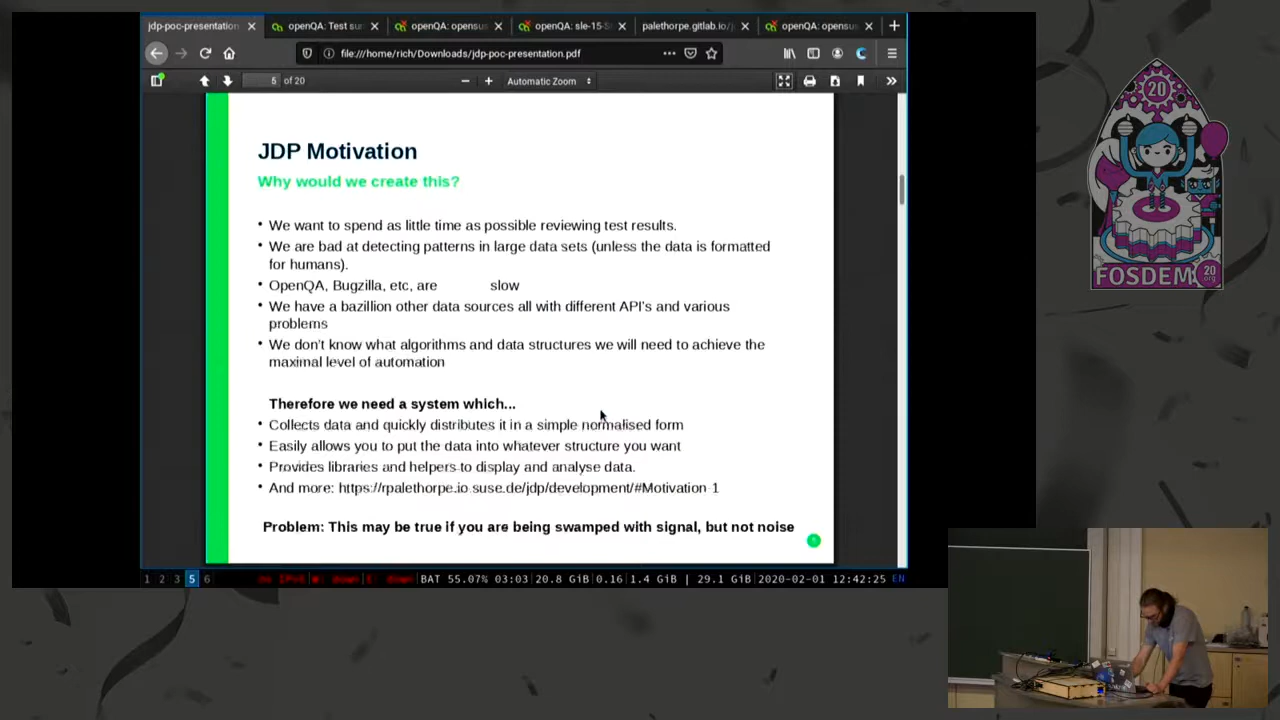 jdp-poc-presentation
openQA: Test su
openQA: opensu
openQA: sle-15-S
palethorpe.gitlab.io/j
openQA: opensus
file:///home/rich/Downloads/jdp-poc-presentation.pdf
5 of 20
Automatic Zoom
JDP Motivation
Why would we create this?
• We want to spend as little time as possible reviewing test results.
• We are bad at detecting patterns in large data sets (unless the data is formatted
for humans).
• OpenQA, Bugzilla, etc, are slow
• We have a bazillion other data sources all with different API's and various
problems
• We don't know what algorithms and data structures we will need to achieve the
maximal level of automation
Therefore we need a system which...
• Collects data and quickly distributes it in a simple normalised form
• Easily allows you to put the data into whatever structure you want
• Provides libraries and helpers to display and analyse data.
• And more: https://rpalethorpe.io.suse.de/jdp/development/#Motivation-1
Problem: This may be true if you are being swamped with signal, but not noise
5
1 2 3 5 6 no IPv6 W: down E: down BAT 55.07% 03:03 20.8 GiB 0.16 1.4 GiB | 29.1 GiB 2020-02-01 12:42:25 EN
20
FOSDEM 20
.org